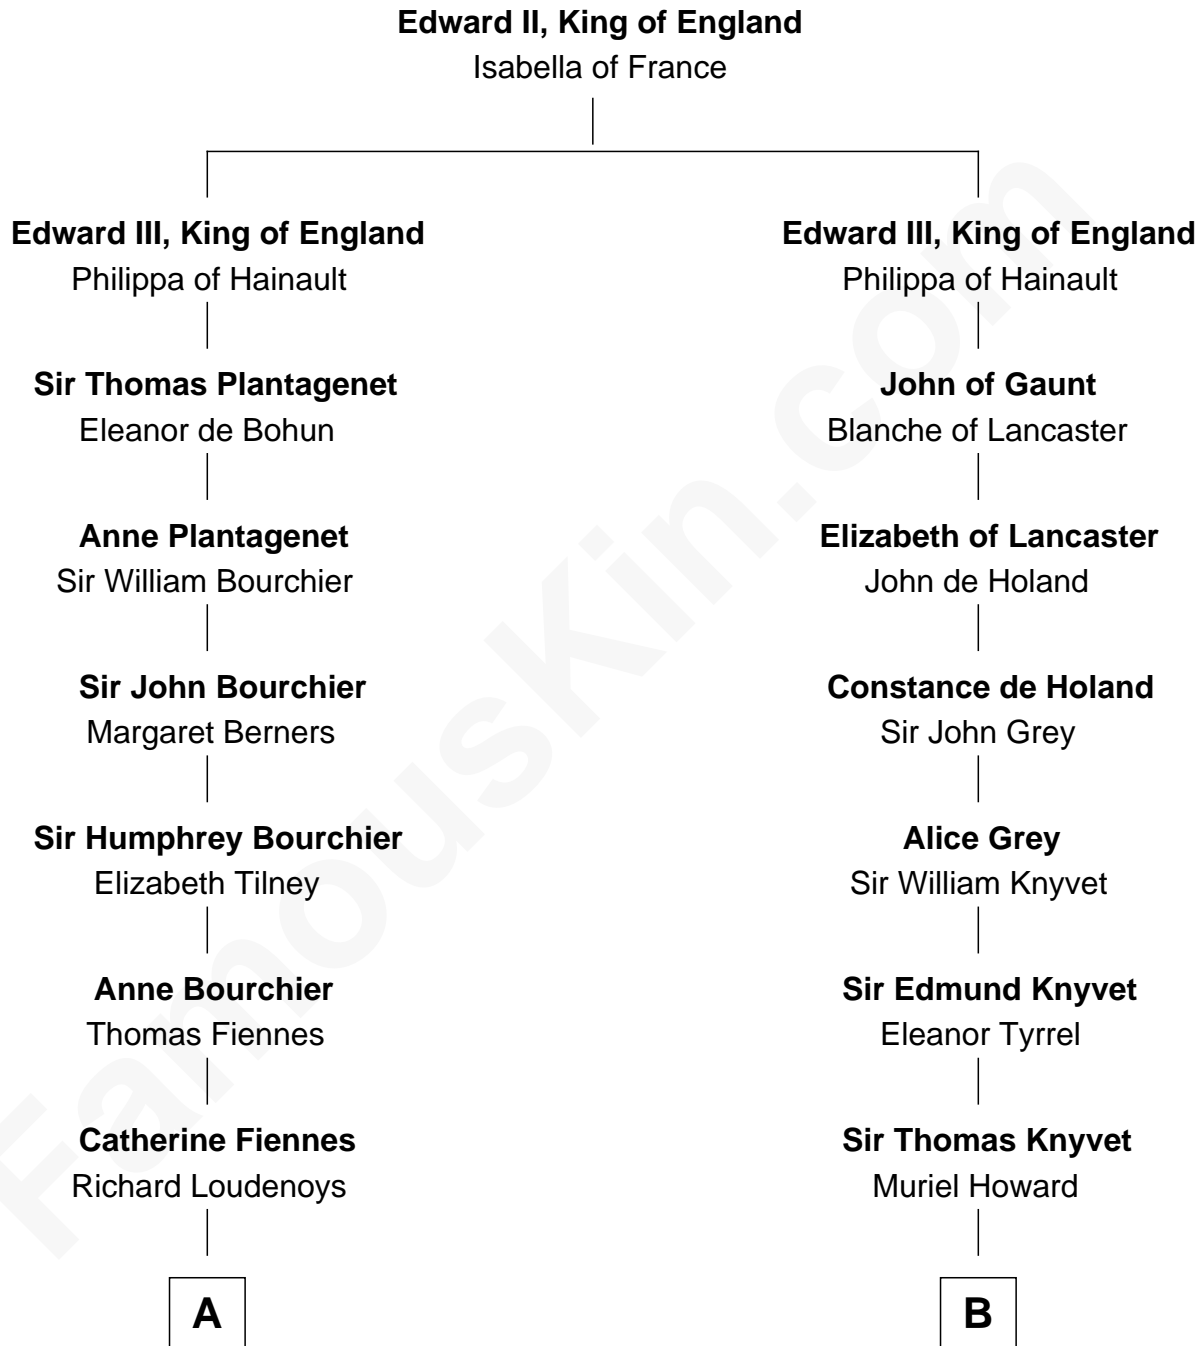 Edward II, King of England
Isabella of France
Edward III, King of England
Philippa of Hainault
Sir Thomas Plantagenet
Eleanor de Bohun
Anne Plantagenet
Sir William Bourchier
Sir John Bourchier
Margaret Berners
Sir Humphrey Bourchier
Elizabeth Tilney
Anne Bourchier
Thomas Fiennes
Catherine Fiennes
Richard Loudenoys
A
Edward III, King of England
Philippa of Hainault
John of Gaunt
Blanche of Lancaster
Elizabeth of Lancaster
John de Holand
Constance de Holand
Sir John Grey
Alice Grey
Sir William Knyvet
Sir Edmund Knyvet
Eleanor Tyrrel
Sir Thomas Knyvet
Muriel Howard
B
FamousKin.com